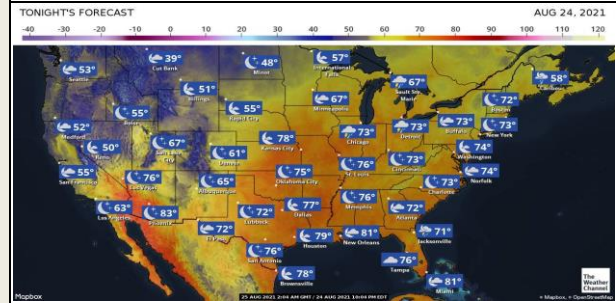 TONIGHT'S FORECAST
AUG 24, 2021
-40 -30 -20 -10 0 10 20 30 40 50 60 70 80 90 100 110
53° Seattle
39° Cut Bank
48° Minot
57° International Falls
67° Sault Ste. Marie
58° Caribou
51° Billings
55° Boise
55° Rapid City
67° Minneapolis
72° Boston
52° Medford
73° Buffalo
73° New York
50° Reno
67° Salt Lake City
61° Denver
78° Kansas City
73° Chicago
73° Detroit
74° Washington
55° San Francisco
76° Las Vegas
65° Albuquerque
75° Oklahoma City
76° St. Louis
73° Cincinnati
74° Norfolk
73° Charlotte
63° Los Angeles
83° Phoenix
72° Lubbock
77° Dallas
76° Memphis
72° Atlanta
72° El Paso
79° Houston
81° New Orleans
71° Jacksonville
76° San Antonio
76° Tampa
78° Brownsville
81° Miami
The Weather Channel
Mapbox
25 AUG 2021 2:04 AM GMT / 24 AUG 2021 10:04 PM EDT
© Mapbox, © OpenStreetMap